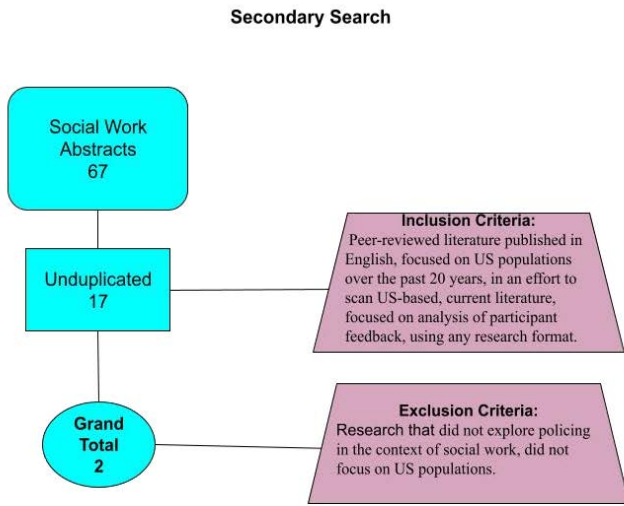 Secondary Search
Social Work
Abstracts
67
Unduplicated
17
Inclusion Criteria:
Peer-reviewed literature published in
English, focused on US populations
over the past 20 years, in an effort to
scan US-based, current literature,
focused on analysis of participant
feedback, using any research format.
Grand
Total
2
Exclusion Criteria:
Research that did not explore policing
in the context of social work, did not
focus on US populations.